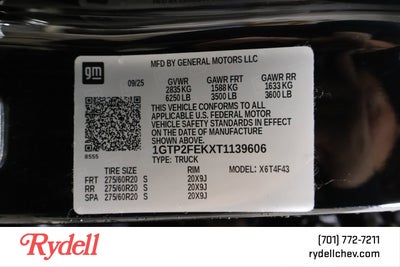 MFD BY GENERAL MOTORS LLC
gm
09/25
GVWR GAWR FRT GAWR RR
2835 KG 1588 KG 1633 KG
6250 LB 3500 LB 3600 LB
THIS VEHICLE CONFORMS TO ALL
APPLICABLE U.S. FEDERAL MOTOR
VEHICLE SAFETY STANDARDS IN EFFECT
ON THE DATE OF MANUFACTURE
SHOWN ABOVE.
1GTP2FEKXT1139606
TYPE: TRUCK MODEL: X6T4F43
TIRE SIZE RIM
FRT 275/60R20 S 20X9J
RR 275/60R20 S 20X9J
SPA 275/60R20 S 20X9J
Rydell
(701) 772-7211
rydellchev.com